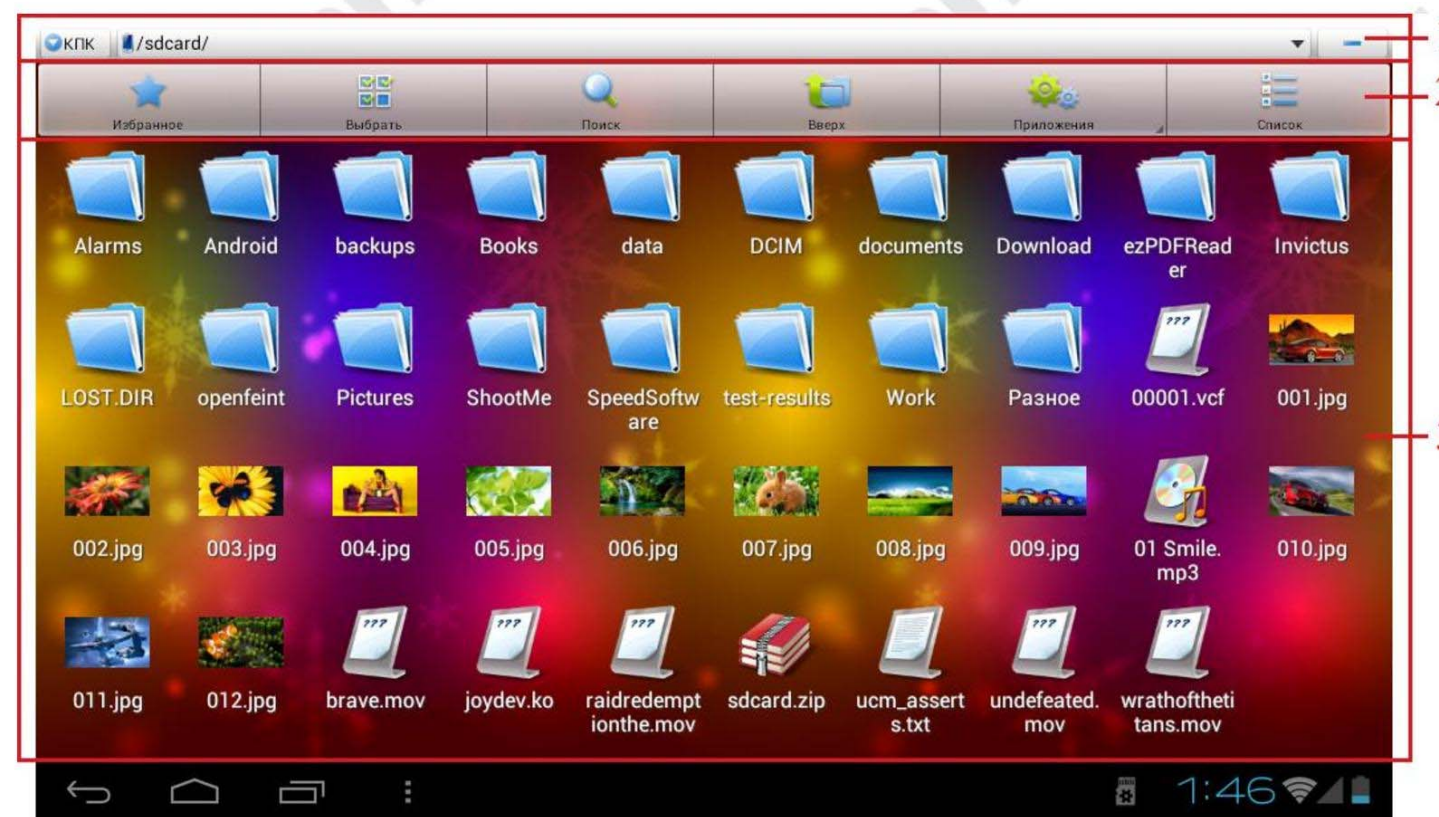 КПК /sdcard/
Избранное Выбрать Поиск Вверх Приложения Список
2
Alarms Android backups Books data DCIM documents Download ezPDFRead Invictus
er
??? 
LOST.DIR openfeint Pictures ShootMe SpeedSoftw test-results Work Разное 00001.vcf 001.jpg
are
002.jpg 003.jpg 004.jpg 005.jpg 006.jpg 007.jpg 008.jpg 009.jpg 01 Smile. 010.jpg
mp3
??? ??? ??? ??? ???
011.jpg 012.jpg brave.mov joydev.ko raidredempt sdcard.zip ucm_assert undefeated. wrathoftheti
ionthe.mov s.txt mov tans.mov
1:46